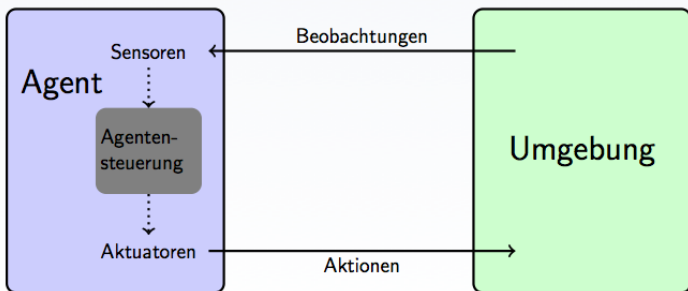 Beobachtungen
Sensoren
Agent
Agenten-
steuerung
Umgebung
Aktuatoren
Aktionen